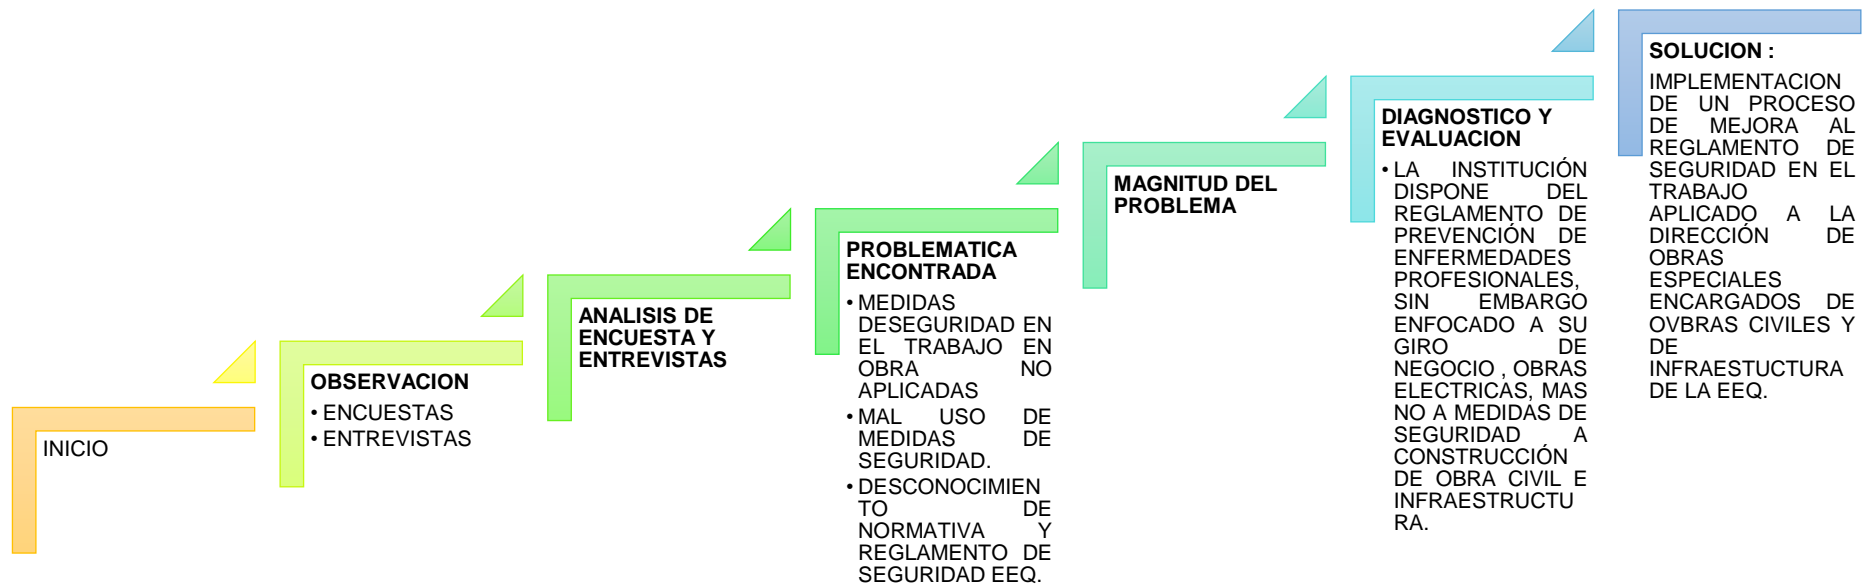 INICIO
OBSERVACION
• ENCUESTAS
• ENTREVISTAS
ANALISIS DE
ENCUESTA Y
ENTREVISTAS
PROBLEMATICA
ENCONTRADA
• MEDIDAS
DESEGURIDAD EN
EL TRABAJO EN
OBRA NO
APLICADAS
• MAL USO DE
MEDIDAS DE
SEGURIDAD.
• DESCONOCIMIEN
TO DE
NORMATIVA Y
REGLAMENTO DE
SEGURIDAD EEQ.
MAGNITUD DEL
PROBLEMA
DIAGNOSTICO Y
EVALUACION
• LA INSTITUCIÓN
DISPONE DEL
REGLAMENTO DE
PREVENCIÓN DE
ENFERMEDADES
PROFESIONALES,
SIN EMBARGO
ENFOCADO A SU
GIRO DE
NEGOCIO , OBRAS
ELECTRICAS, MAS
NO A MEDIDAS DE
SEGURIDAD A
CONSTRUCCIÓN
DE OBRA CIVIL E
INFRAESTRUCTU
RA.
SOLUCION :
IMPLEMENTACION
DE UN PROCESO
DE MEJORA AL
REGLAMENTO DE
SEGURIDAD EN EL
TRABAJO
APLICADO A LA
DIRECCIÓN DE
OBRAS
ESPECIALES
ENCARGADOS DE
OVBRAS CIVILES Y
DE
INFRAESTUCTURA
DE LA EEQ.